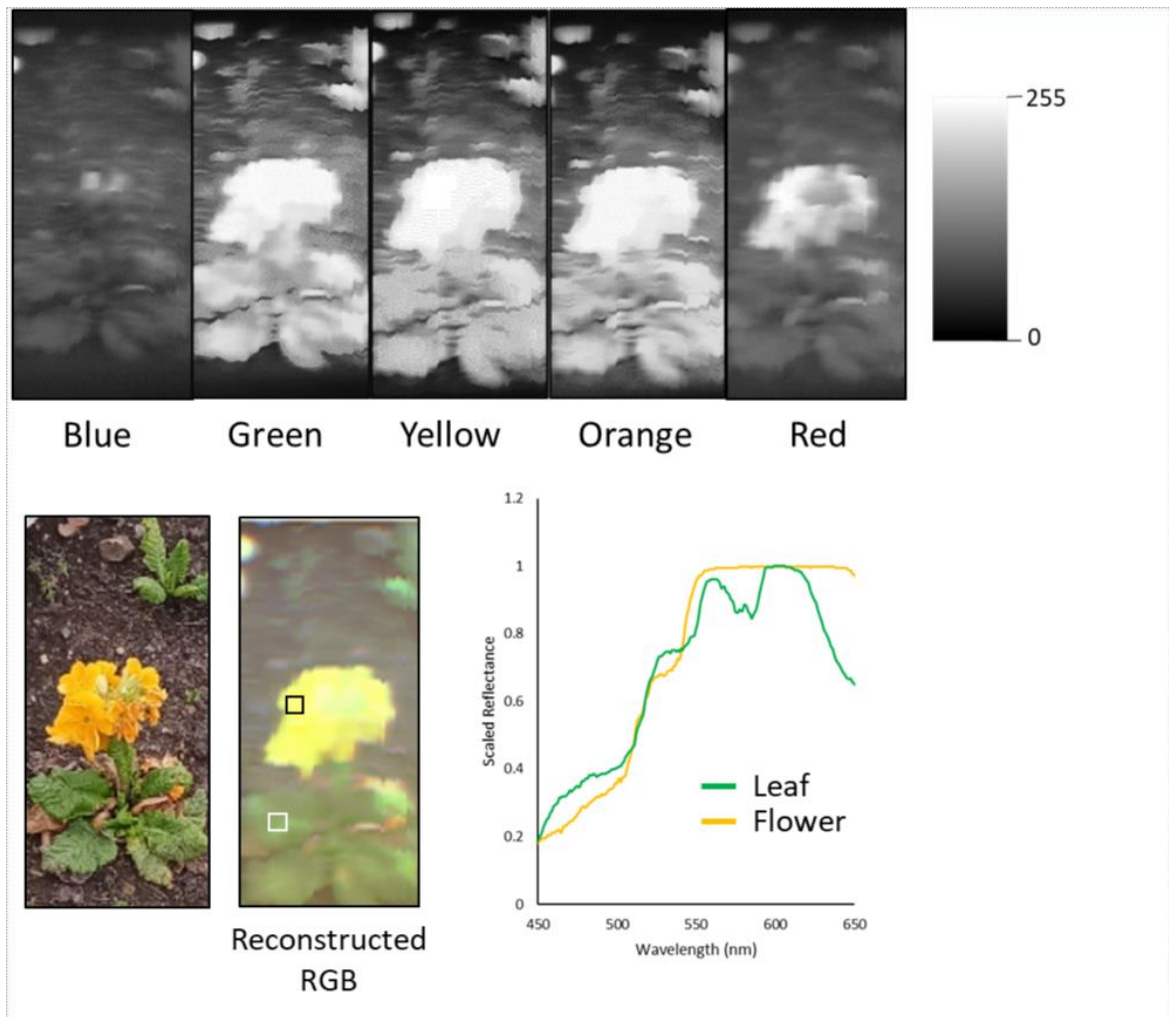 255
0
Blue
Green
Yellow
Orange
Red
Reconstructed
RGB
1.2
1
0.8
0.6
0.4
0.2
0
Scaled Reflectance
Leaf
Flower
450
500
550
600
650
Wavelength (nm)